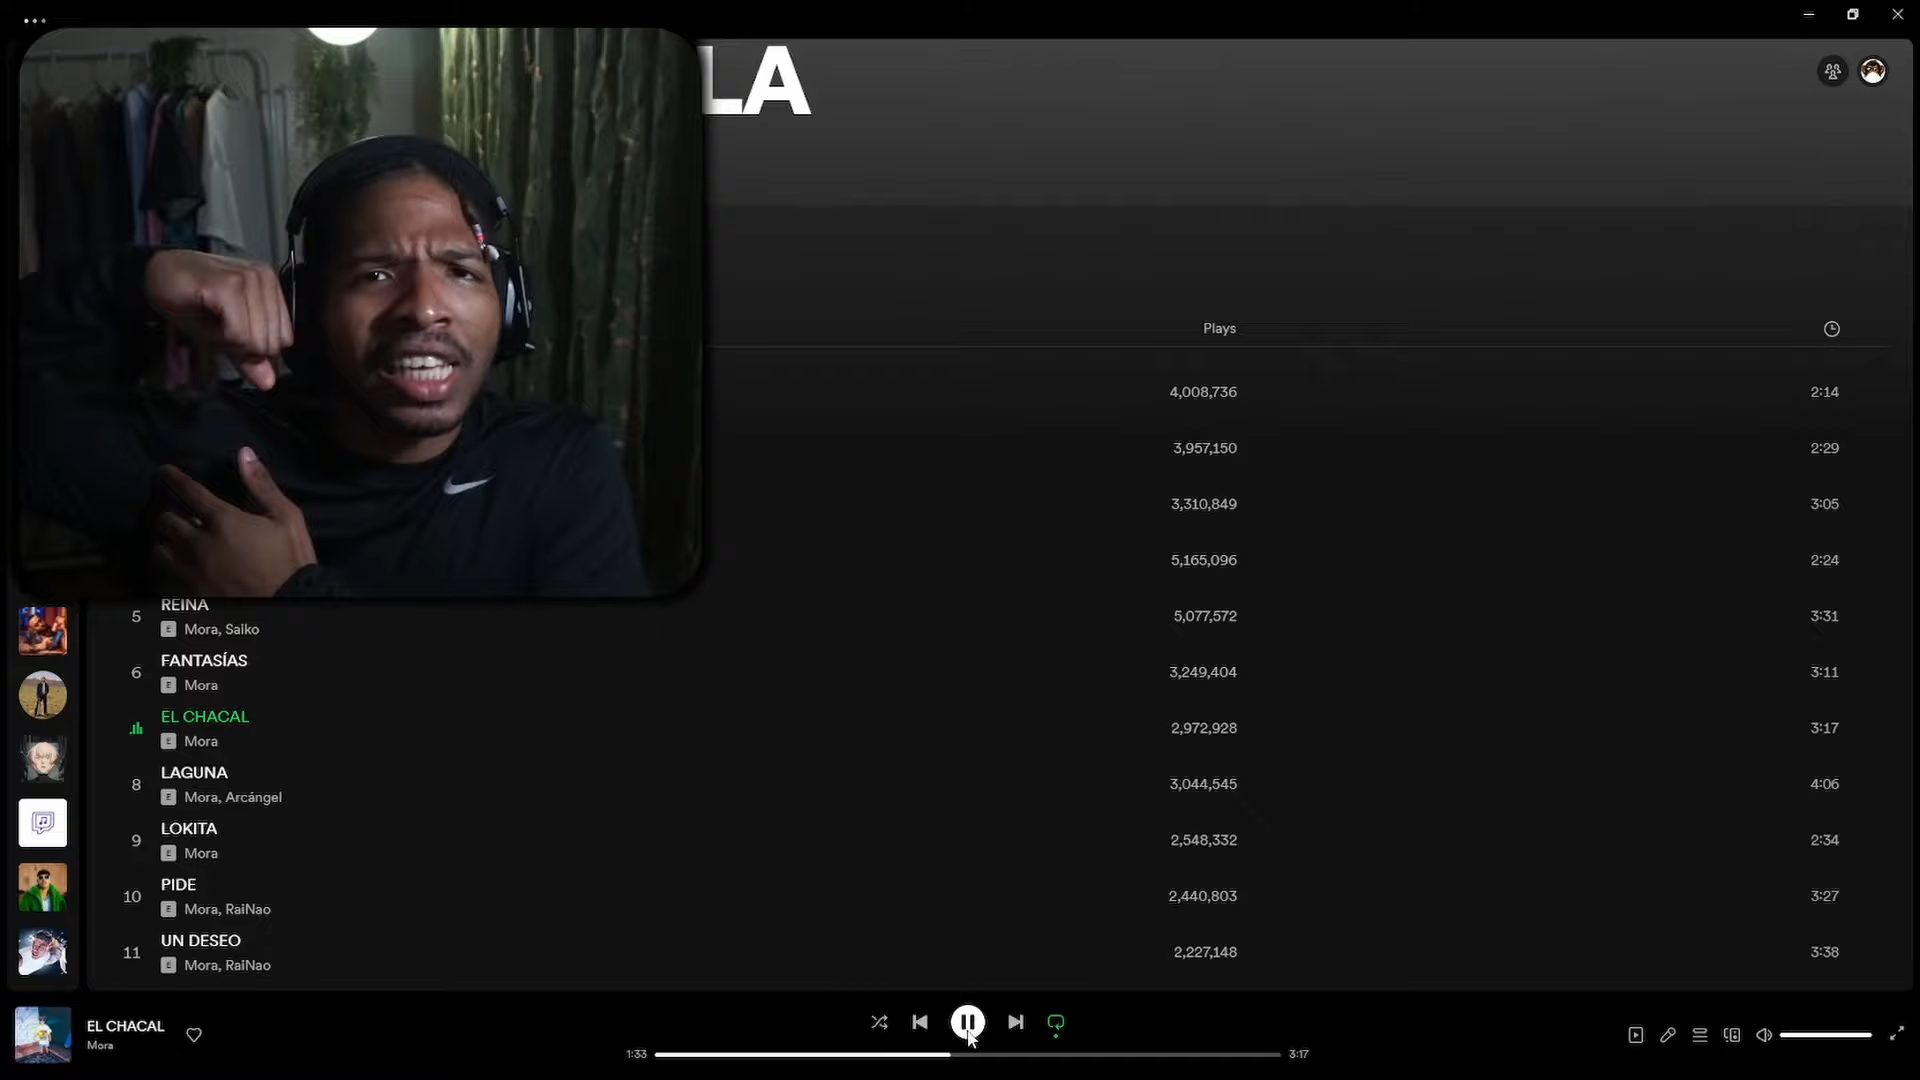 LA
Plays
4,008,736 2:14
3,957,150 2:29
3,310,849 3:05
5,165,096 2:24
5 REINA 5,077,572 3:31
E Mora, Saiko
6 FANTASÍAS 3,249,404 3:11
E Mora
EL CHACAL 2,972,928 3:17
E Mora
8 LAGUNA 3,044,545 4:06
E Mora, Arcángel
9 LOKITA 2,548,332 2:34
E Mora
10 PIDE 2,440,803 3:27
E Mora, RaiNao
11 UN DESEO 2,227,148 3:38
E Mora, RaiNao
EL CHACAL
Mora
1:33 3:17